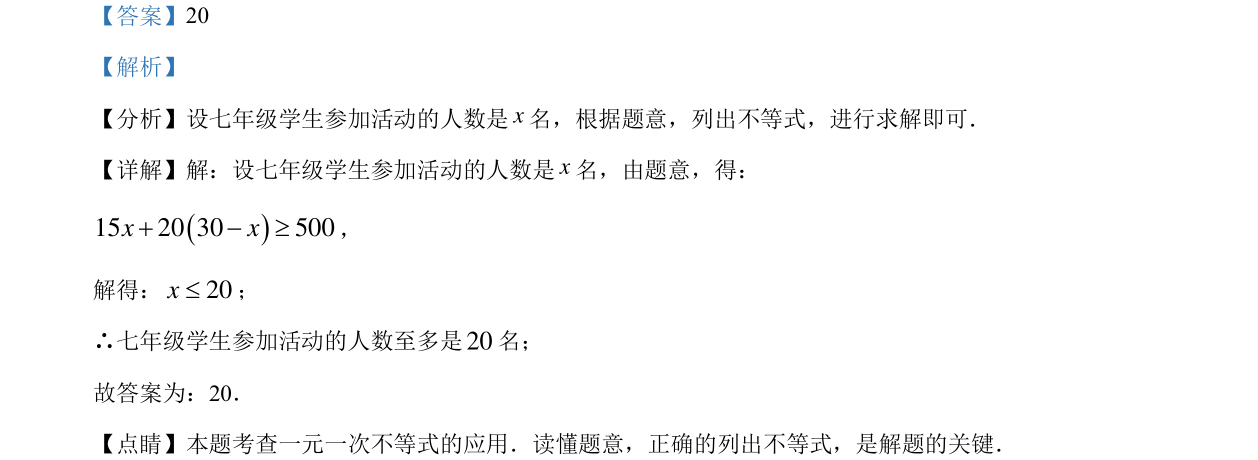 【答案】20
【解析】
【分析】设七年级学生参加活动的人数是 x 名，根据题意，列出不等式，进行求解即可．
【详解】解：设七年级学生参加活动的人数是 x 名，由题意，得：
15x+20(30−x)≥500，
解得：x≤20；
∴七年级学生参加活动的人数至多是 20 名；
故答案为：20．
【点睛】本题考查一元一次不等式的应用．读懂题意，正确的列出不等式，是解题的关键．